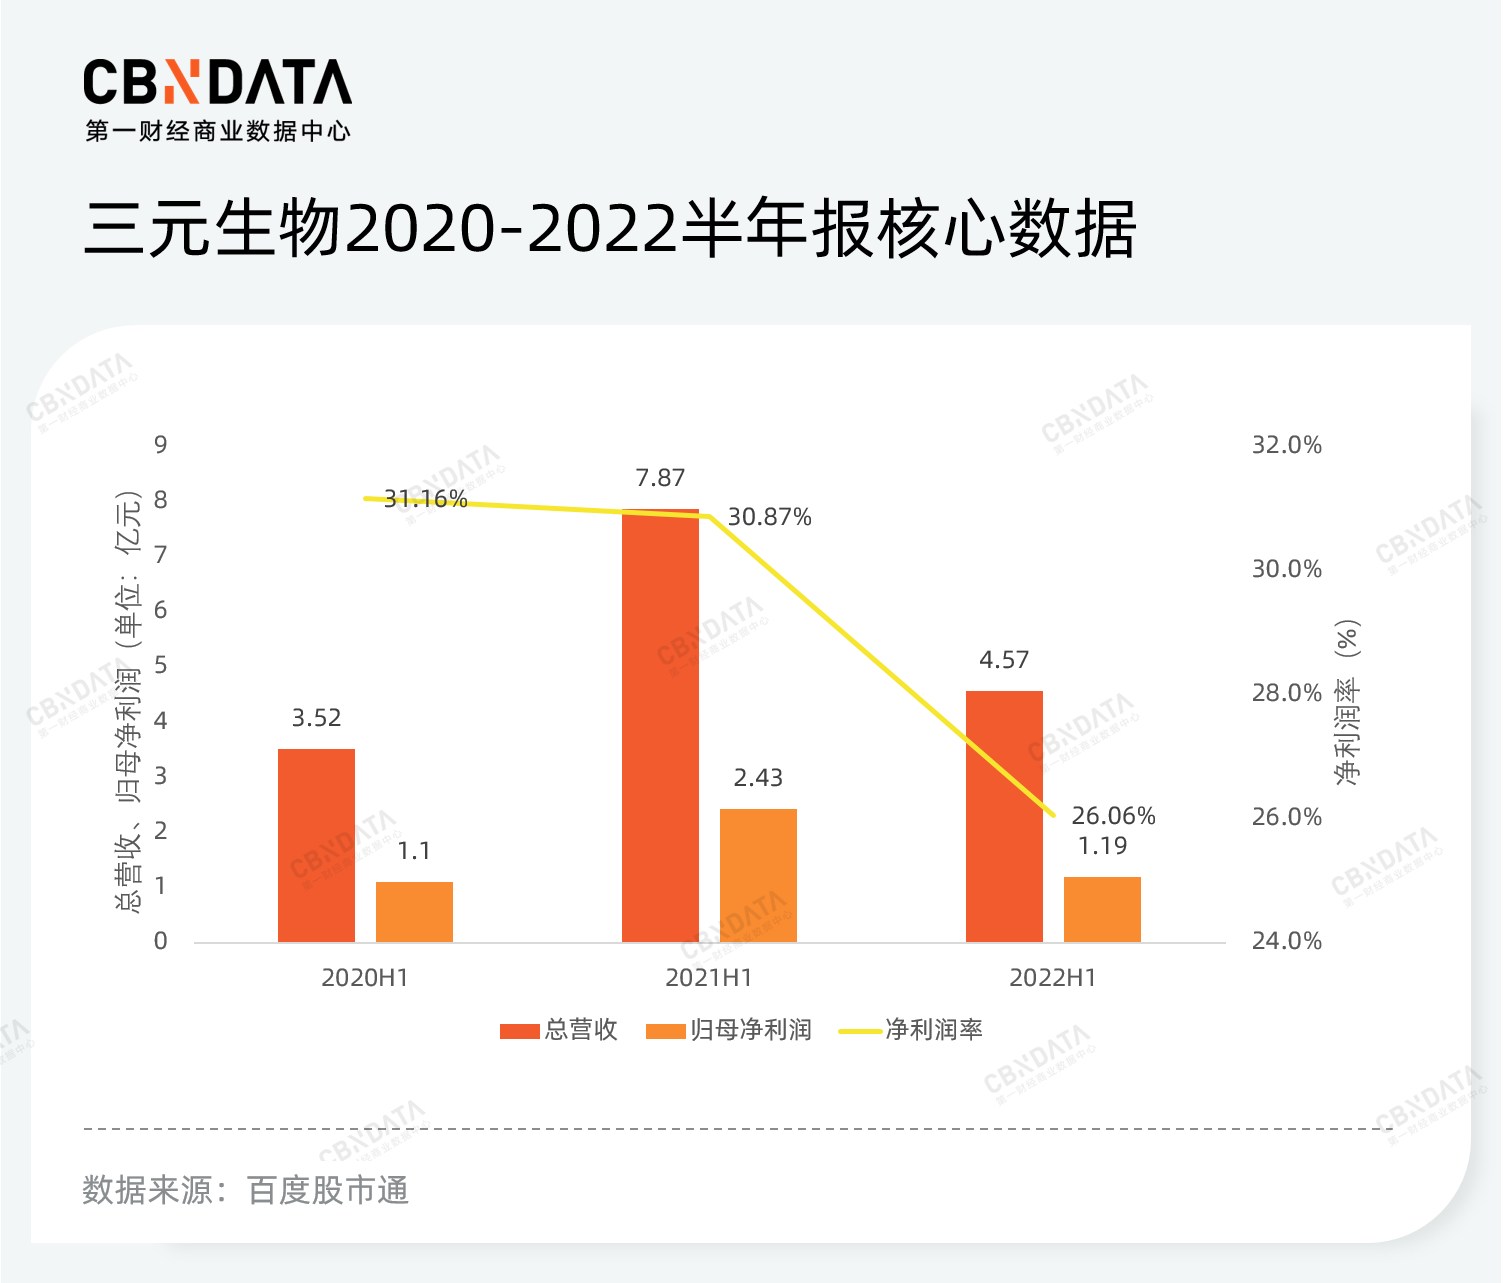 CBNDATA
第一财经商业数据中心
三元生物2020-2022半年报核心数据
总营收、归母净利润（单位：亿元）
9
8
7
6
5
4
3
2
1
0
32.0%
30.0%
28.0%
26.0%
24.0%
净利润率（%）
31.16%
30.87%
26.06%
3.52
1.1
7.87
2.43
4.57
1.19
2020H1
2021H1
2022H1
总营收
归母净利润
净利润率
数据来源：百度股市通